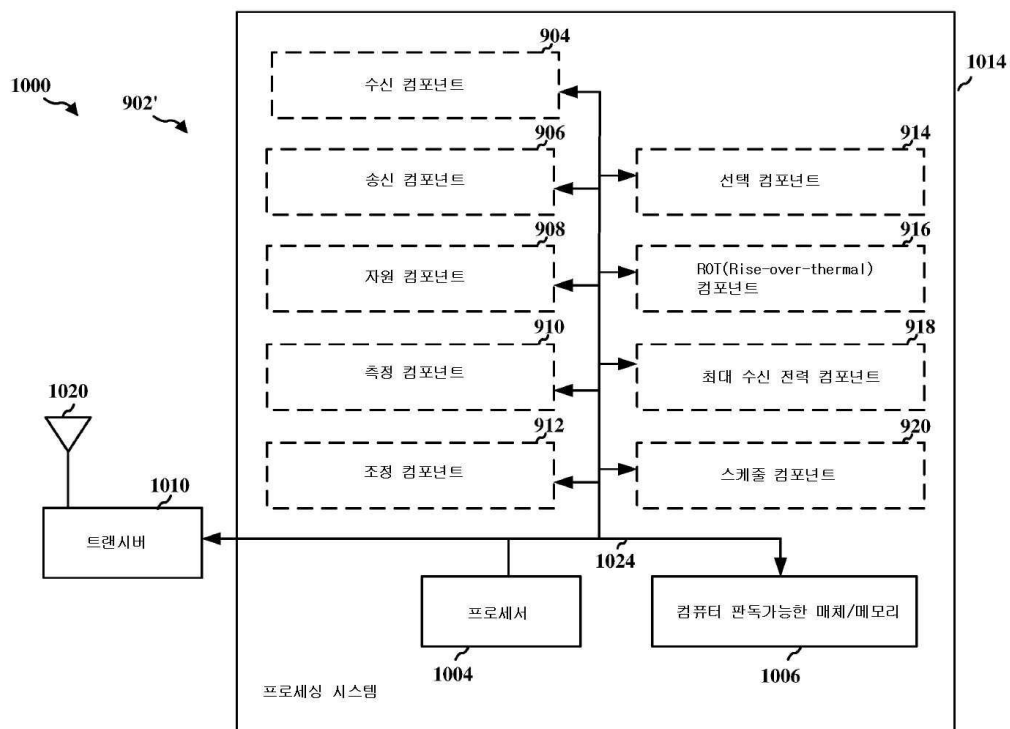 1000
902'
1014
904
수신 컴포넌트
906
송신 컴포넌트
914
선택 컴포넌트
908
자원 컴포넌트
916
ROT(Rise-over-thermal)
컴포넌트
910
측정 컴포넌트
918
최대 수신 전력 컴포넌트
912
조정 컴포넌트
920
스케줄 컴포넌트
1020
1010
트랜시버
1024
프로세서
1004
컴퓨터 판독가능한 매체/메모리
1006
프로세싱 시스템